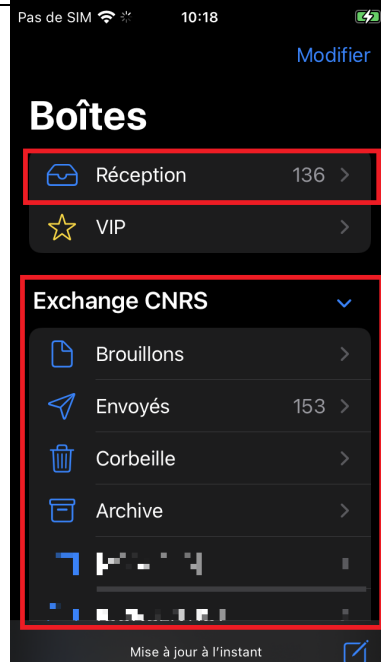 Pas de SIM 10:18
Modifier
Boîtes
Réception 136
VIP
Exchange CNRS
Brouillons
Envoyés 153
Corbeille
Archive
Mise à jour à l'instant